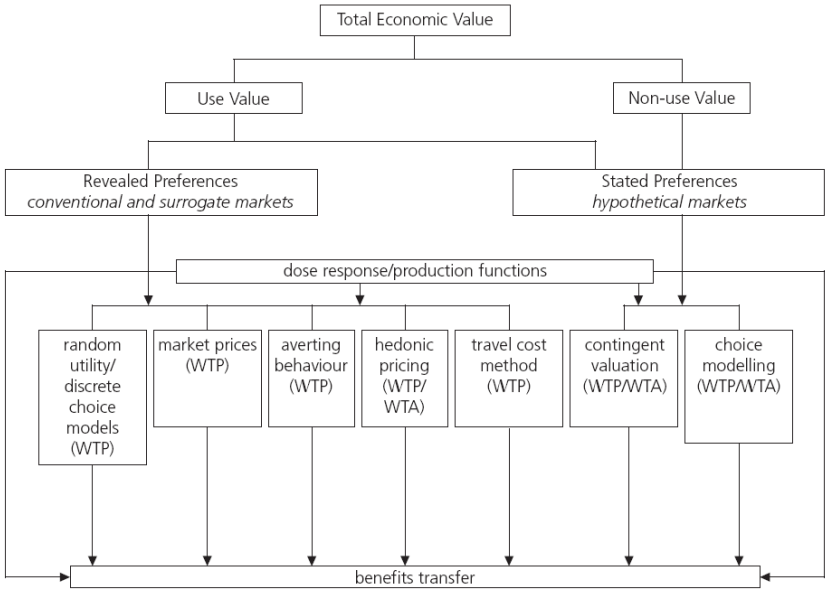 Total Economic Value
Use Value
Non-use Value
Revealed Preferences
conventional and surrogate markets
Stated Preferences
hypothetical markets
dose response/production functions
random
utility/
discrete
choice
models
(WTP)
market prices
(WTP)
averting
behaviour
(WTP)
hedonic
pricing
(WTP/
WTA)
travel cost
method
(WTP)
contingent
valuation
(WTP/WTA)
choice
modelling
(WTP/WTA)
benefits transfer